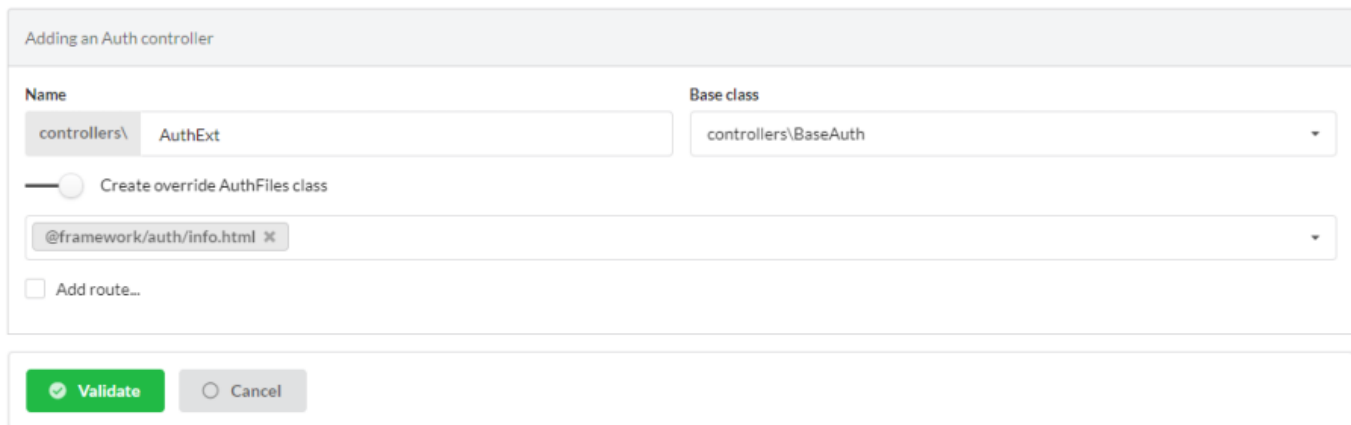 Adding an Auth controller
Name
Base class
controllers\ AuthExt
controllers\BaseAuth
Create override AuthFiles class
@framework/auth/info.html
Add route...
Validate
Cancel